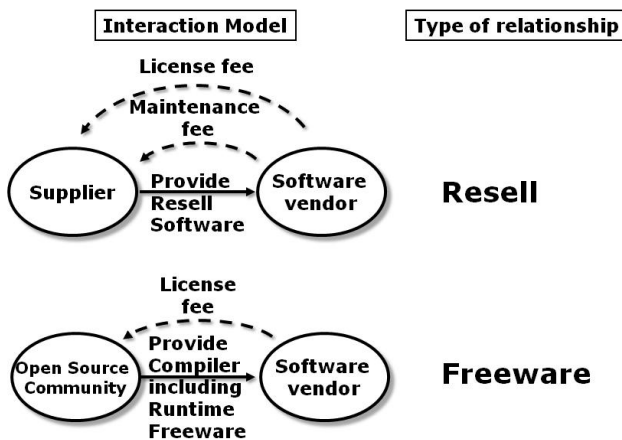 Interaction Model
Type of relationship
License fee
Maintenance
fee
Supplier
Provide
Resell
Software
Software
vendor
Resell
License
fee
Open Source
Community
Provide
Compiler
including
Runtime
Freeware
Software
vendor
Freeware